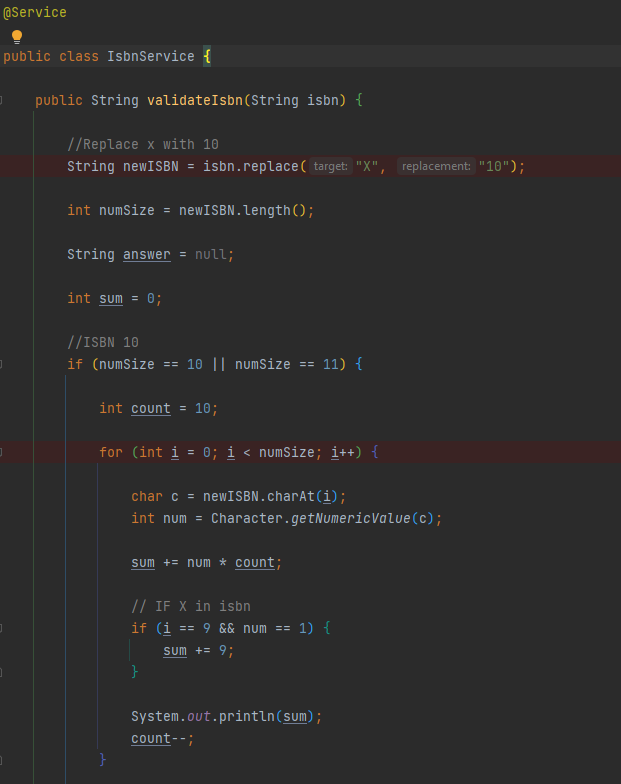 @Service
public class IsbnService {
public String validateIsbn(String isbn) {
//Replace x with 10
String newISBN = isbn.replace( target: "X", replacement: "10");
int numSize = newISBN.length();
String answer = null;
int sum = 0;
//ISBN 10
if (numSize == 10 || numSize == 11) {
int count = 10;
for (int i = 0; i < numSize; i++) {
char c = newISBN.charAt(i);
int num = Character.getNumericValue(c);
sum += num * count;
// IF X in isbn
if (i == 9 && num == 1) {
sum += 9;
}
System.out.println(sum);
count--;
}